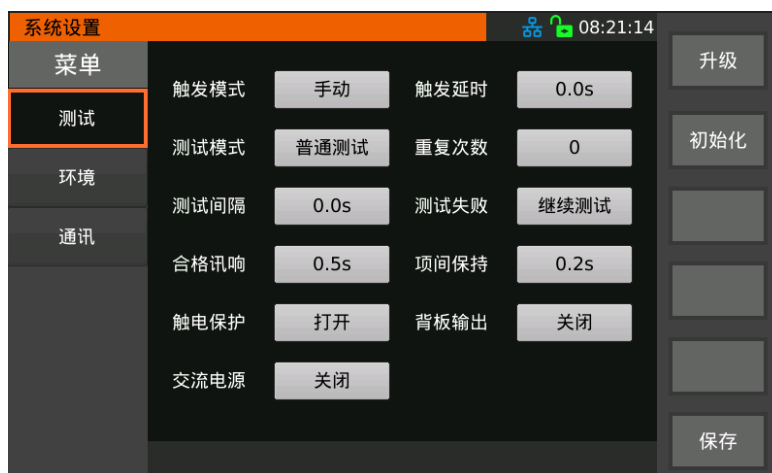 系统设置
08:21:14
菜单
测试
环境
通讯
触发模式 手动 触发延时 0.0s
测试模式 普通测试 重复次数 0
测试间隔 0.0s 测试失败 继续测试
合格讯响 0.5s 项间保持 0.2s
触电保护 打开 背板输出 关闭
交流电源 关闭
升级
初始化
保存